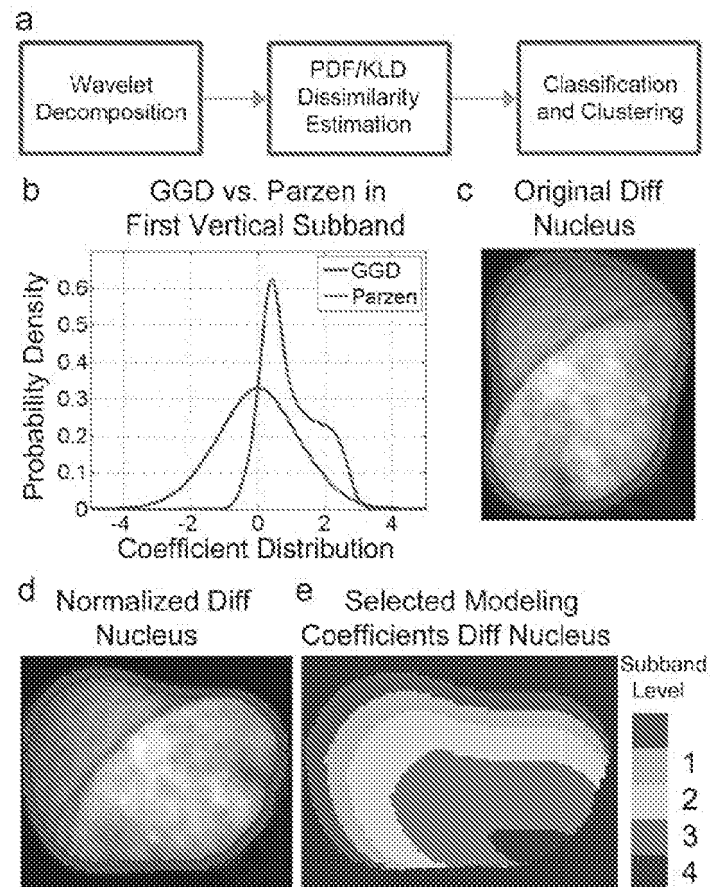 a
Wavelet
Decomposition
PDF/KLD
Dissimilarity
Estimation
Classification
and Clustering
b
GGD vs. Parzen in
First Vertical Subband
GGD
Parzen
Probability Density
0.6
0.5
0.4
0.3
0.2
0.1
0
-4 -2 0 2 4
Coefficient Distribution
c
Original Diff
Nucleus
d
Normalized Diff
Nucleus
e
Selected Modeling
Coefficients Diff Nucleus
Subband
Level
1
2
3
4